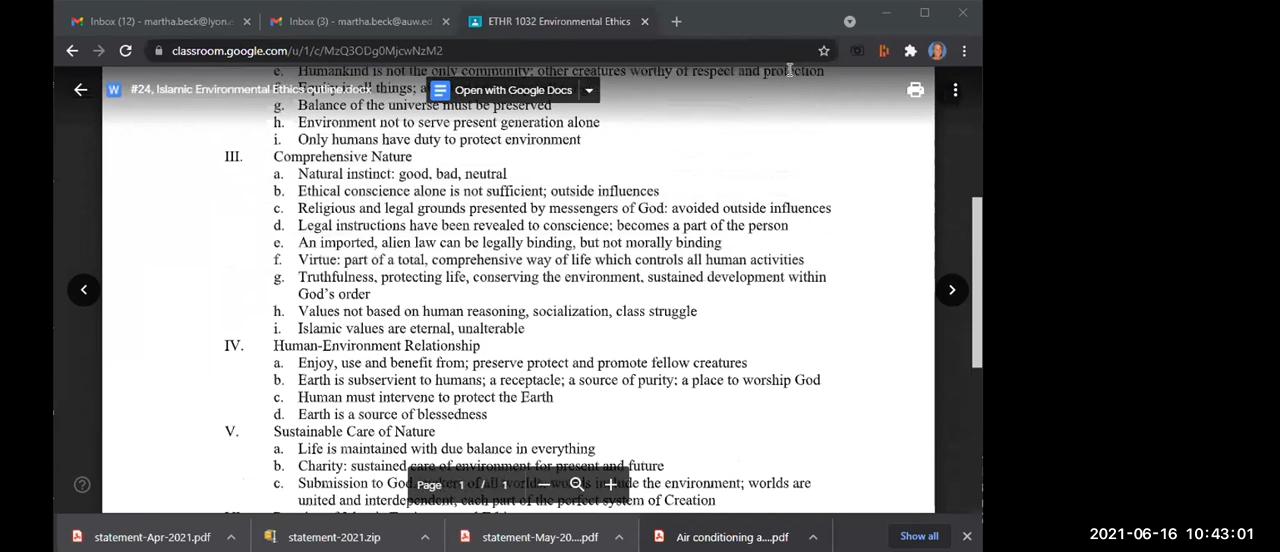 Inbox (12) - martha.beck@lyon.
Inbox (3) - martha.beck@auw.ed
ETHR 1032 Environmental Ethics
classroom.google.com/u/1/c/MzQ3ODg0MjcwNzM2
e. Humankind is not the only community; other creatures worthy of respect and protection
#24, Islamic Environmental Ethics outline.docx
Open with Google Docs
g. Balance of the universe must be preserved
h. Environment not to serve present generation alone
i. Only humans have duty to protect environment
III. Comprehensive Nature
a. Natural instinct: good, bad, neutral
b. Ethical conscience alone is not sufficient; outside influences
c. Religious and legal grounds presented by messengers of God: avoided outside influences
d. Legal instructions have been revealed to conscience; becomes a part of the person
e. An imported, alien law can be legally binding, but not morally binding
f. Virtue: part of a total, comprehensive way of life which controls all human activities
g. Truthfulness, protecting life, conserving the environment, sustained development within
God's order
h. Values not based on human reasoning, socialization, class struggle
i. Islamic values are eternal, unalterable
IV. Human-Environment Relationship
a. Enjoy, use and benefit from; preserve protect and promote fellow creatures
b. Earth is subservient to humans; a receptacle; a source of purity; a place to worship God
c. Human must intervene to protect the Earth
d. Earth is a source of blessedness
V. Sustainable Care of Nature
a. Life is maintained with due balance in everything
b. Charity: sustained care of environment for present and future
c. Submission to God include the environment; worlds are
Page 1 / 1
united and interdependent, each part of the perfect system of Creation
statement-Apr-2021.pdf
statement-2021.zip
statement-May-20....pdf
Air conditioning a....pdf
Show all
2021-06-16 10:43:01